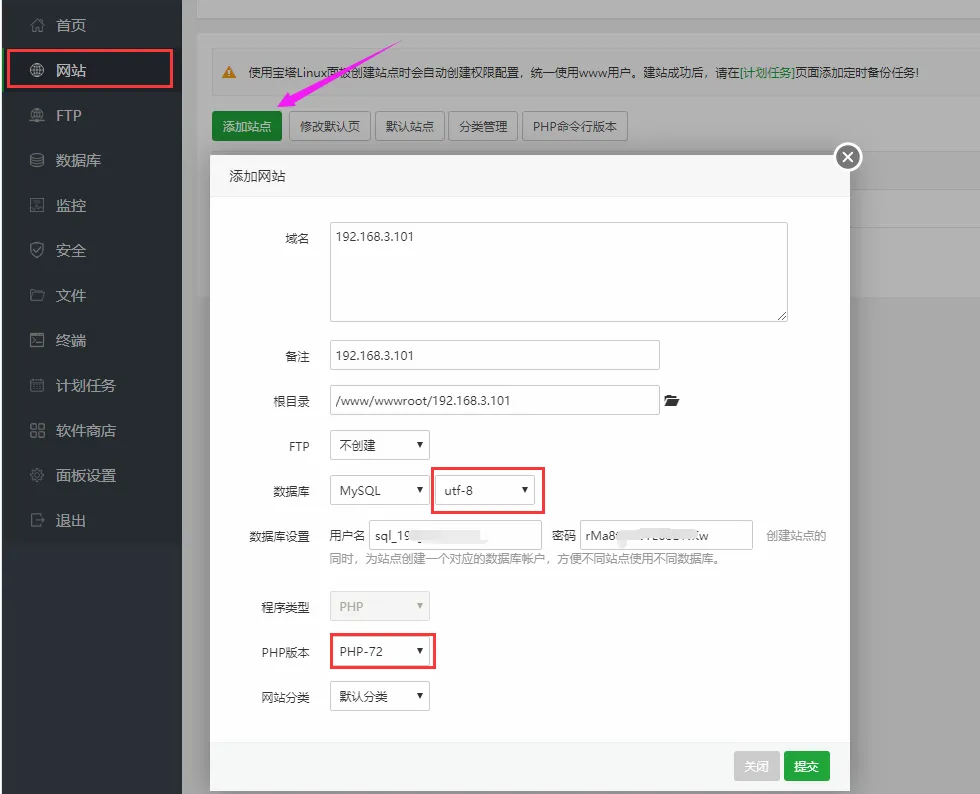 首页
网站
FTP
数据库
监控
安全
文件
终端
计划任务
软件商店
面板设置
退出
使用宝塔Linux面板创建站点时会自动创建权限配置，统一使用www用户。建站成功后，请在[计划任务]页面添加定时备份任务!
添加站点 修改默认页 默认站点 分类管理 PHP命令行版本
添加网站
域名 192.168.3.101
备注 192.168.3.101
根目录 /www/wwwroot/192.168.3.101
FTP 不创建
数据库 MySQL utf-8
数据库设置 用户名 密码 创建站点的
同时，为站点创建一个对应的数据库帐户，方便不同站点使用不同数据库。
程序类型 PHP
PHP版本 PHP-72
网站分类 默认分类
关闭 提交